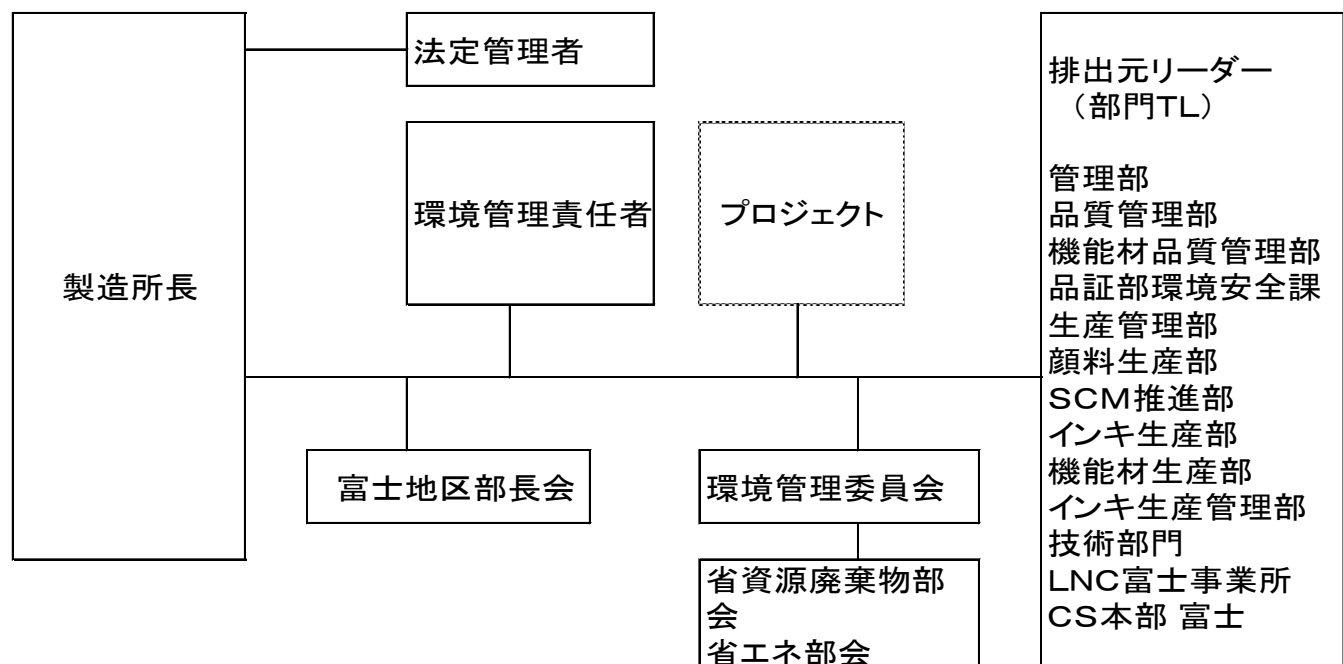 法定管理者
環境管理責任者
プロジェクト
製造所長
富士地区部長会
環境管理委員会
省資源廃棄物部
会
省エネ部会
排出元リーダー
（部門TL）
管理部
品質管理部
機能材品質管理部
品証部環境安全課
生産管理部
顔料生産部
SCM推進部
インキ生産部
機能材生産部
インキ生産管理部
技術部門
LNC富士事業所
CS本部 富士